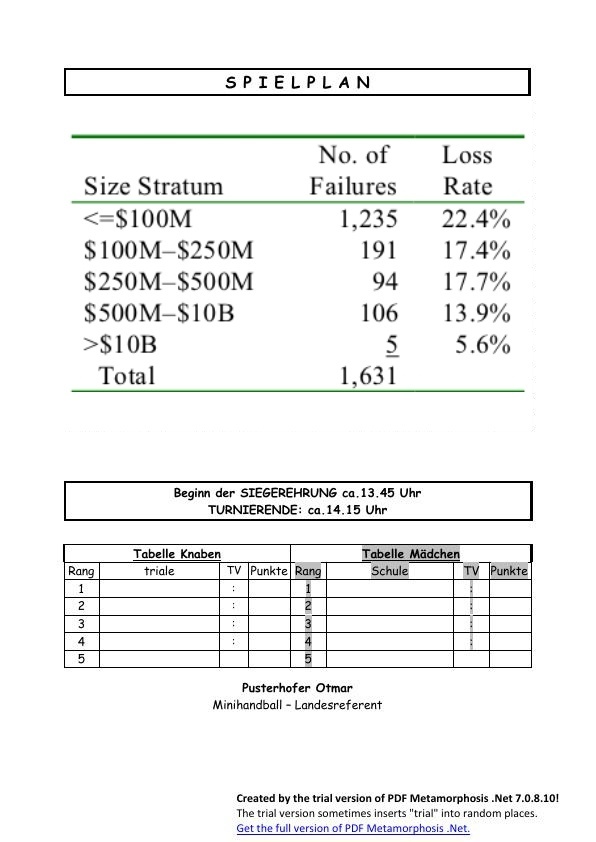 SPIELPLAN
No. of Loss
Size Stratum Failures Rate
<=$100M 1,235 22.4%
$100M–$250M 191 17.4%
$250M–$500M 94 17.7%
$500M–$10B 106 13.9%
>$10B 5 5.6%
Total 1,631
Beginn der SIEGEREHRUNG ca.13.45 Uhr
TURNIERENDE: ca.14.15 Uhr
Tabelle Knaben Tabelle Mädchen
Rang triale TV Punkte Rang Schule TV Punkte
1 : 1 :
2 : 2 :
3 : 3 :
4 : 4 :
5 5
Pusterhofer Otmar
Minihandball – Landesreferent
Created by the trial version of PDF Metamorphosis .Net 7.0.8.10!
The trial version sometimes inserts "trial" into random places.
Get the full version of PDF Metamorphosis .Net.